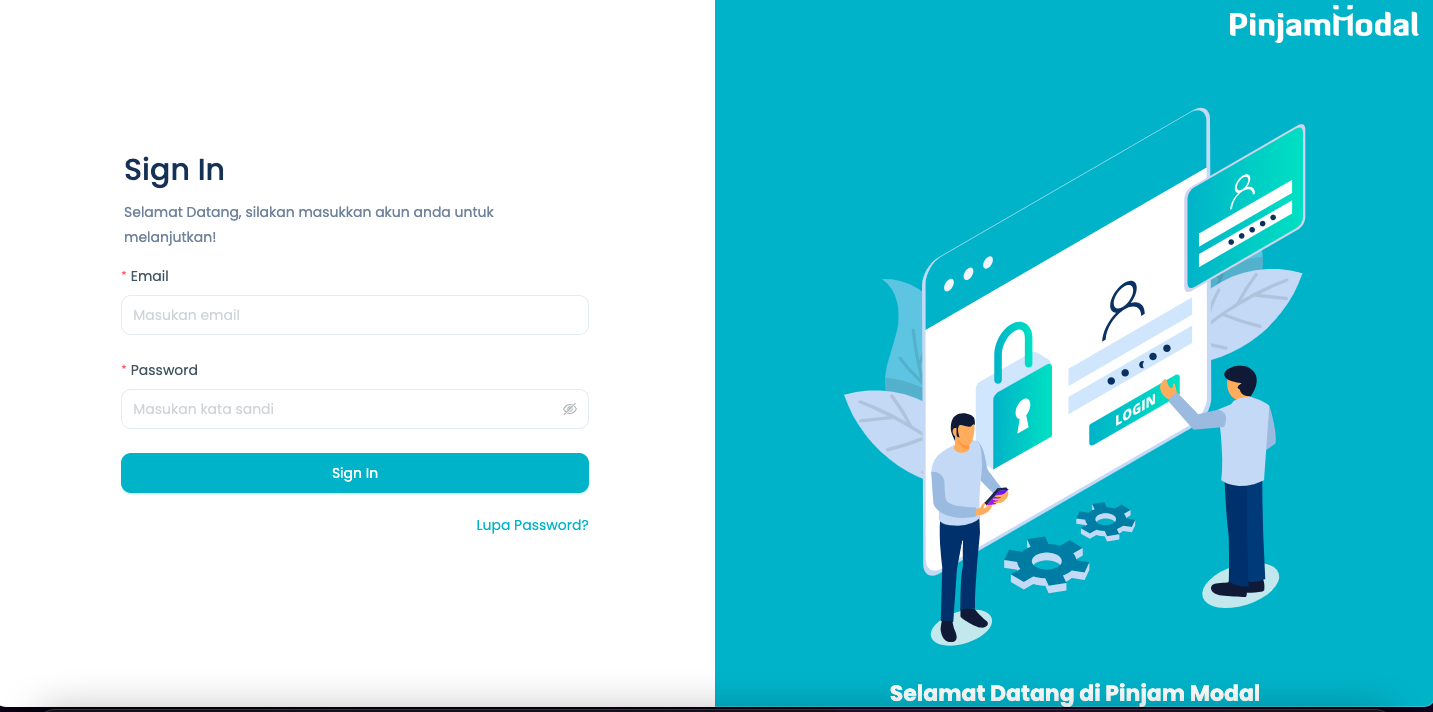 PinjamModal
Sign In
Selamat Datang, silakan masukkan akun anda untuk
melanjutkan!
* Email
Masukan email
* Password
Masukan kata sandi
Sign In
Lupa Password?
LOGIN
Selamat Datang di Pinjam Modal